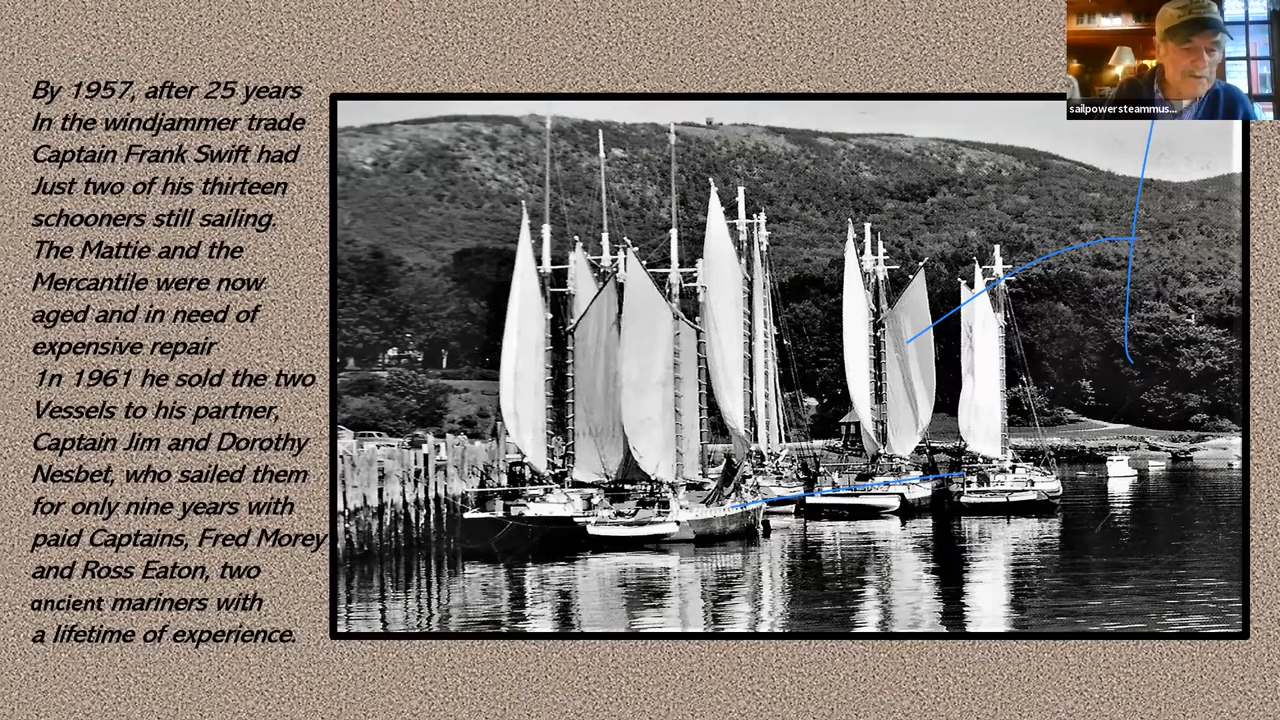 By 1957, after 25 years
In the windjammer trade
Captain Frank Swift had
Just two of his thirteen
schooners still sailing.
The Mattie and the
Mercantile were now
aged and in need of
expensive repair
1n 1961 he sold the two
Vessels to his partner,
Captain Jim and Dorothy
Nesbet, who sailed them
for only nine years with
paid Captains, Fred Morey
and Ross Eaton, two
ancient mariners with
a lifetime of experience.
sailpowersteammus...